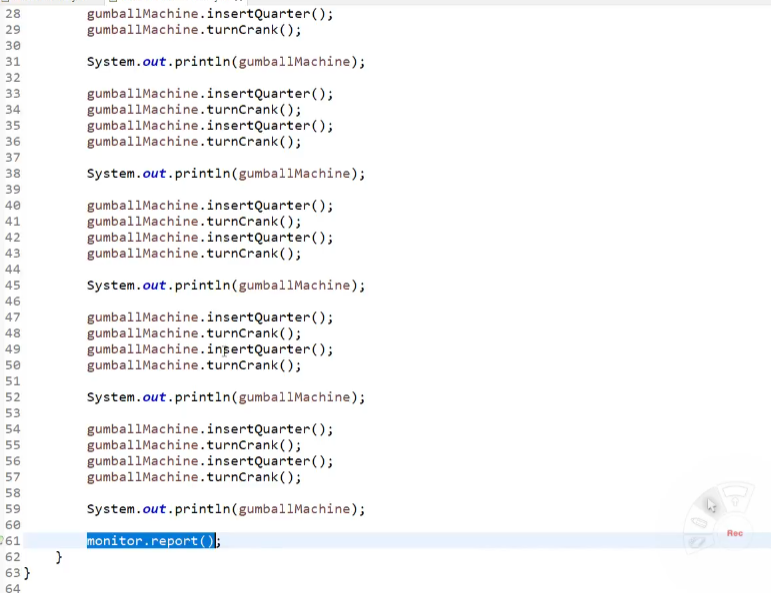 28 gumballMachine.insertQuarter();
29 gumballMachine.turnCrank();
30
31 System.out.println(gumballMachine);
32
33 gumballMachine.insertQuarter();
34 gumballMachine.turnCrank();
35 gumballMachine.insertQuarter();
36 gumballMachine.turnCrank();
37
38 System.out.println(gumballMachine);
39
40 gumballMachine.insertQuarter();
41 gumballMachine.turnCrank();
42 gumballMachine.insertQuarter();
43 gumballMachine.turnCrank();
44
45 System.out.println(gumballMachine);
46
47 gumballMachine.insertQuarter();
48 gumballMachine.turnCrank();
49 gumballMachine.insertQuarter();
50 gumballMachine.turnCrank();
51
52 System.out.println(gumballMachine);
53
54 gumballMachine.insertQuarter();
55 gumballMachine.turnCrank();
56 gumballMachine.insertQuarter();
57 gumballMachine.turnCrank();
58
59 System.out.println(gumballMachine);
60
61 monitor.report();
62 }
63 }
64
Rec